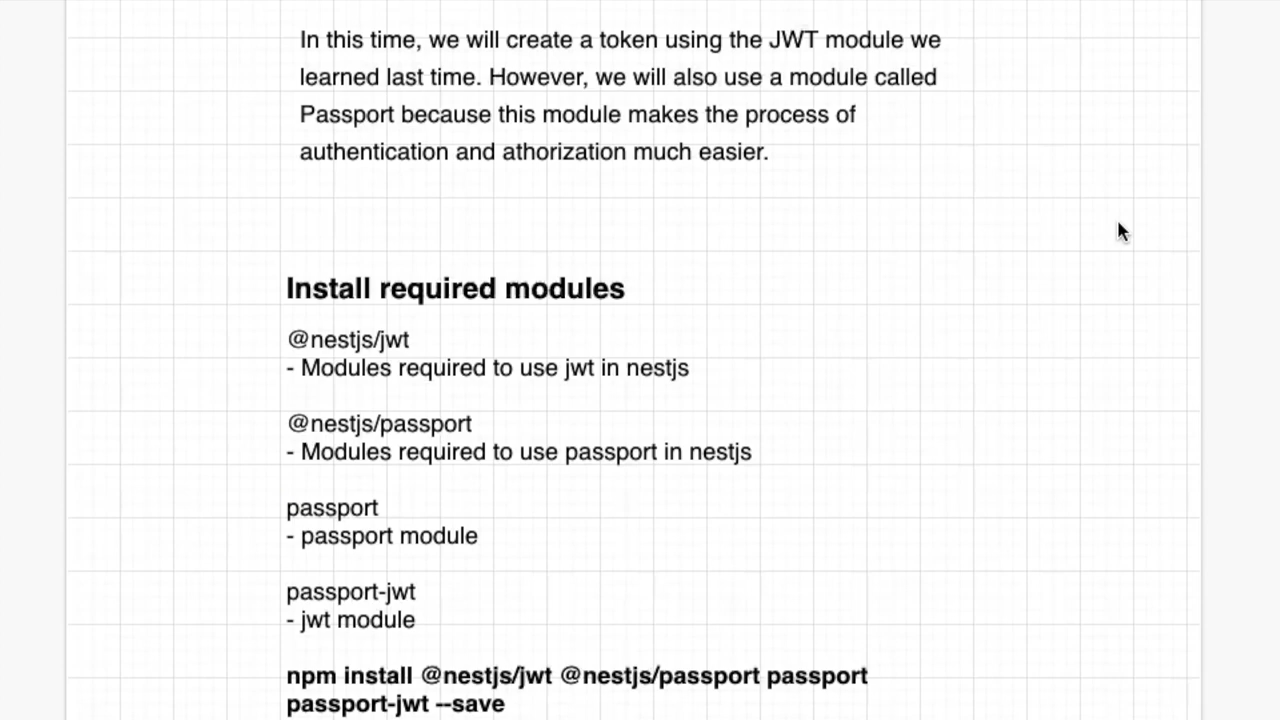 In this time, we will create a token using the JWT module we
learned last time. However, we will also use a module called
Passport because this module makes the process of
authentication and athorization much easier.
Install required modules
@nestjs/jwt
- Modules required to use jwt in nestjs
@nestjs/passport
- Modules required to use passport in nestjs
passport
- passport module
passport-jwt
- jwt module
npm install @nestjs/jwt @nestjs/passport passport
passport-jwt --save